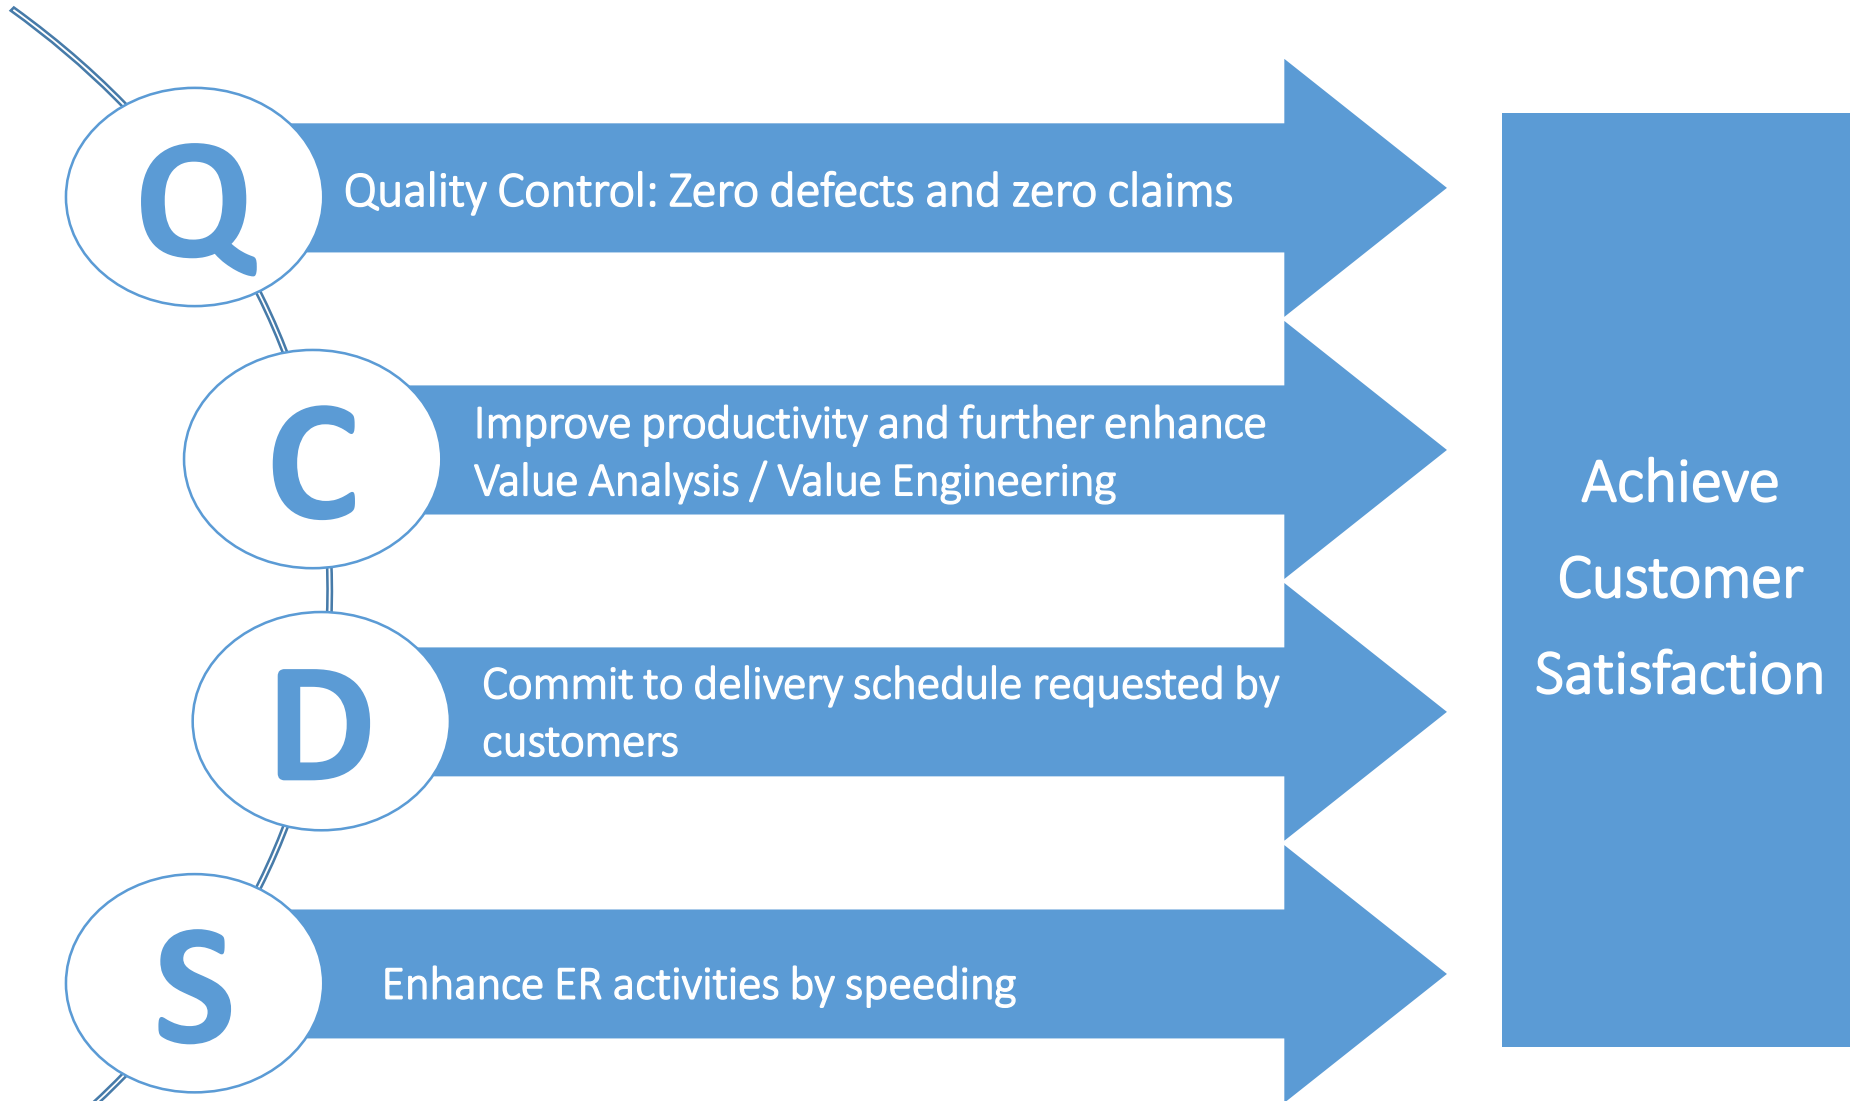 Q
Quality Control: Zero defects and zero claims
C
Improve productivity and further enhance
Value Analysis / Value Engineering
D
Commit to delivery schedule requested by
customers
S
Enhance ER activities by speeding
Achieve
Customer
Satisfaction